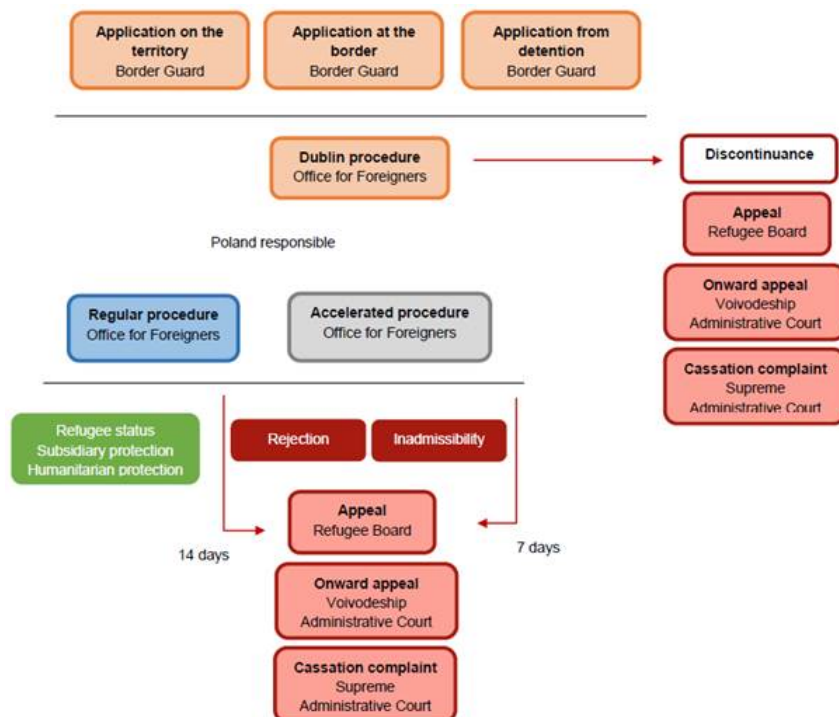 Application on the
territory
Border Guard
Application at the
border
Border Guard
Application from
detention
Border Guard
Dublin procedure
Office for Foreigners
Discontinuance
Appeal
Refugee Board
Onward appeal
Voivodeship
Administrative Court
Cassation complaint
Supreme
Administrative Court
Poland responsible
Regular procedure
Office for Foreigners
Accelerated procedure
Office for Foreigners
Refugee status
Subsidiary protection
Humanitarian protection
Rejection
Inadmissibility
14 days
7 days
Appeal
Refugee Board
Onward appeal
Voivodeship
Administrative Court
Cassation complaint
Supreme
Administrative Court